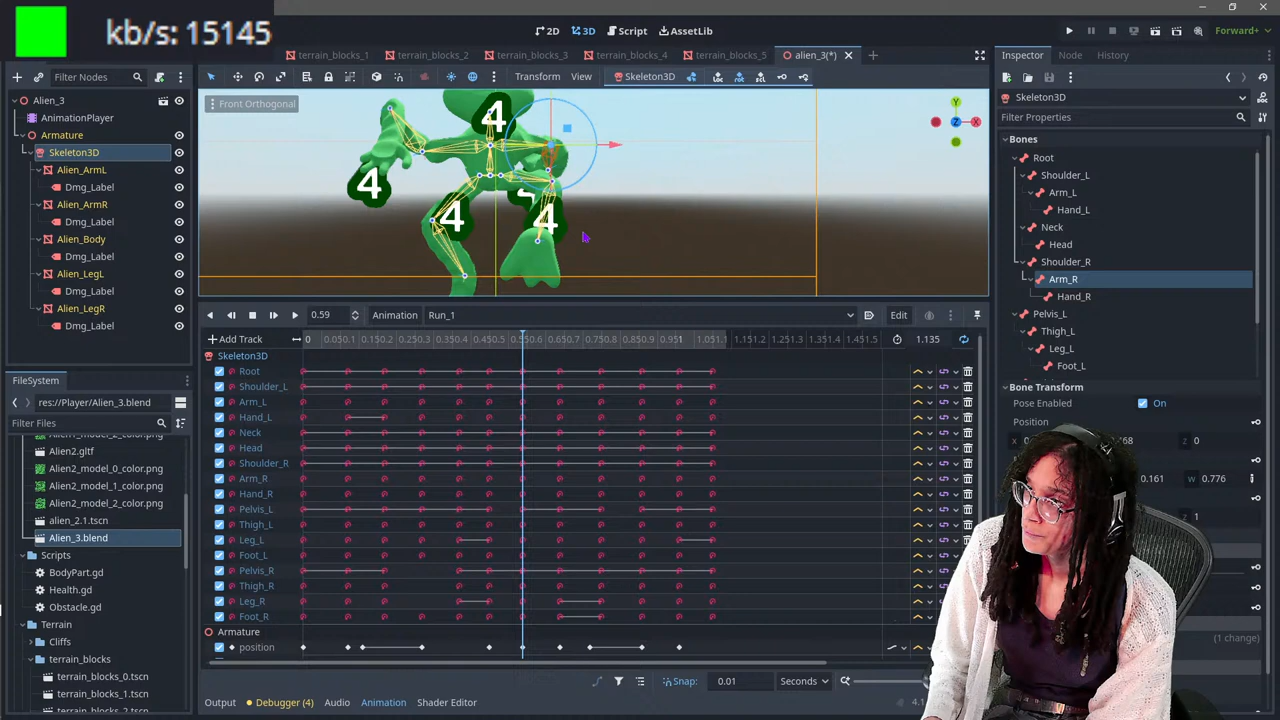 kb/s: 15145
2D 3D Script AssetLib
Forward+
terrain_blocks_1 terrain_blocks_2 terrain_blocks_3 terrain_blocks_4 terrain_blocks_5 alien_3(*)
Inspector Node History
Filter Nodes
Transform View Skeleton3D
Alien_3
AnimationPlayer
Armature
Skeleton3D
Alien_ArmL
Dmg_Label
Alien_ArmR
Dmg_Label
Alien_Body
Dmg_Label
Alien_LegL
Dmg_Label
Alien_LegR
Dmg_Label
Front Orthogonal
Y
Z
X
4
4
4
4
Skeleton3D
Filter Properties
Bones
Root
Shoulder_L
Arm_L
Hand_L
Neck
Head
Shoulder_R
Arm_R
Hand_R
Pelvis_L
Thigh_L
Leg_L
Foot_L
Bone Transform
Pose Enabled On
Position
Z 0
0.161 W 0.776
1
(1 change)
FileSystem
res://Player/Alien_3.blend
Filter Files
Alien1_model_2_color.png
Alien2.gltf
Alien2_model_0_color.png
Alien2_model_1_color.png
Alien2_model_2_color.png
alien_2.1.tscn
Alien_3.blend
Scripts
BodyPart.gd
Health.gd
Obstacle.gd
Terrain
Cliffs
terrain_blocks
terrain_blocks_0.tscn
terrain_blocks_1.tscn
0.59 Animation Run_1 Edit
Add Track
1.135
Skeleton3D
Root
Shoulder_L
Arm_L
Hand_L
Neck
Head
Shoulder_R
Arm_R
Hand_R
Pelvis_L
Thigh_L
Leg_L
Foot_L
Pelvis_R
Thigh_R
Leg_R
Foot_R
Armature
position
Snap: 0.01 Seconds
Output Debugger (4) Audio Animation Shader Editor